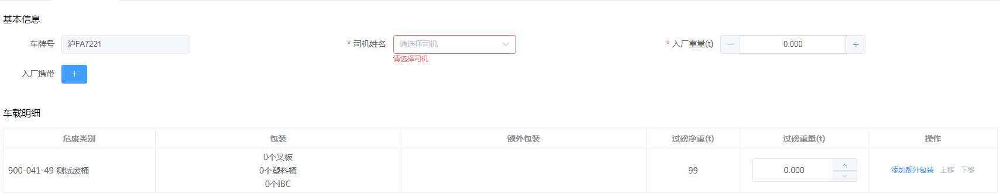 基本信息
车牌号 沪FA7221 * 司机姓名 请选择司机 * 入厂重量(t) − 0.000 +
请选择司机
入厂携带 +
车载明细
危废类别 包装 额外包装 过磅净重(t) 过磅重量(t) 操作
0个叉板
900-041-49 测试废桶 0个塑料桶 99 0.000 添加额外包装 上移 下移
0个IBC